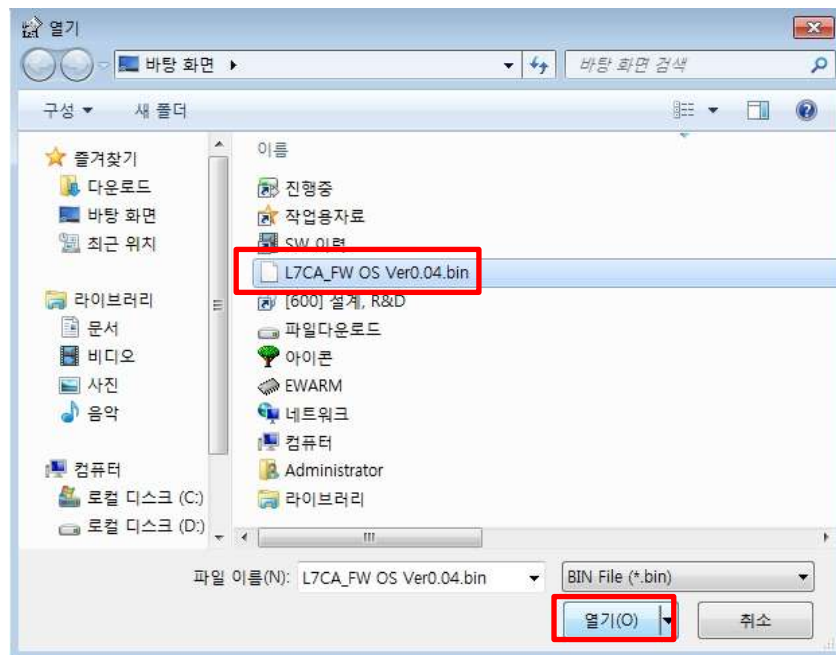 열기
바탕 화면
바탕 화면 검색
구성
새 폴더
즐겨찾기
다운로드
바탕 화면
최근 위치
라이브러리
문서
비디오
사진
음악
컴퓨터
로컬 디스크 (C:)
로컬 디스크 (D:)
이름
진행중
작업용자료
SW 이력
L7CA_FW OS Ver0.04.bin
[600] 설계, R&D
파일다운로드
아이콘
EWARM
네트워크
컴퓨터
Administrator
라이브러리
파일 이름(N): L7CA_FW OS Ver0.04.bin
BIN File (*.bin)
열기(O)
취소